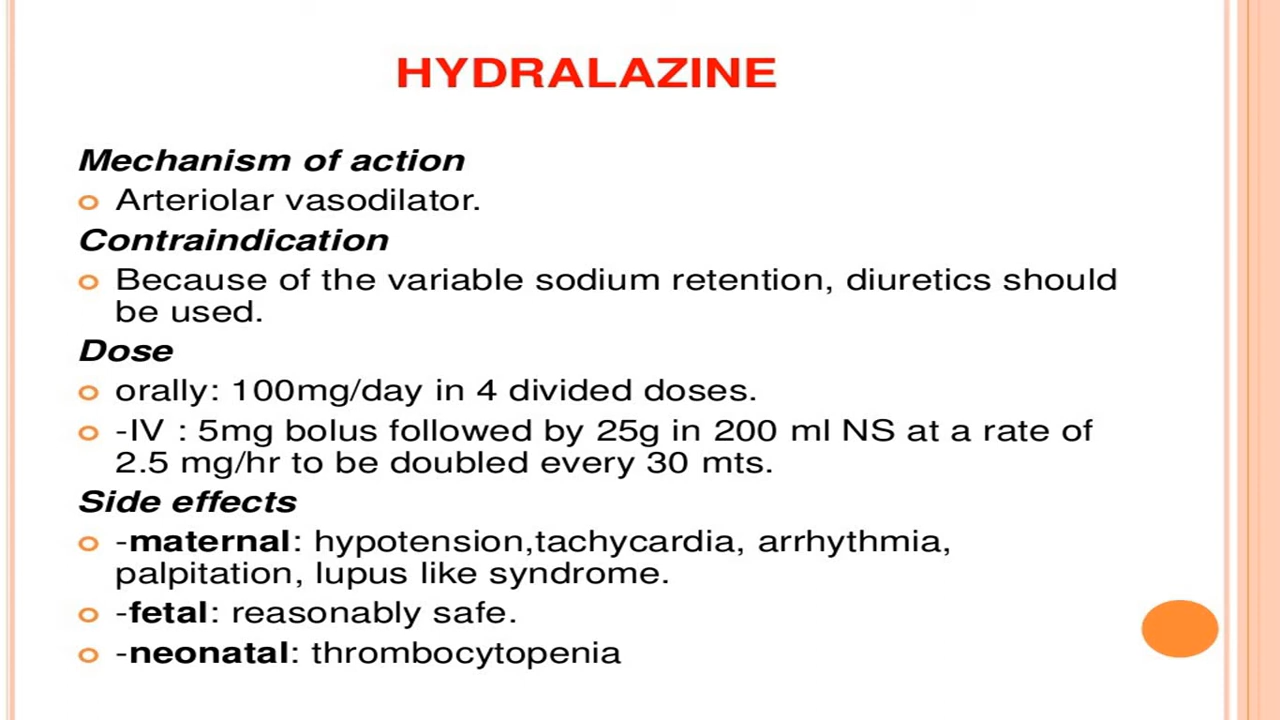 HYDRALAZINE
Mechanism of action
Arteriolar vasodilator.
Contraindication
Because of the variable sodium retention, diuretics should
be used.
Dose
orally: 100mg/day in 4 divided doses.
-IV : 5mg bolus followed by 25g in 200 ml NS at a rate of
2.5 mg/hr to be doubled every 30 mts.
Side effects
-maternal: hypotension,tachycardia, arrhythmia,
palpitation, lupus like syndrome.
-fetal: reasonably safe.
-neonatal: thrombocytopenia